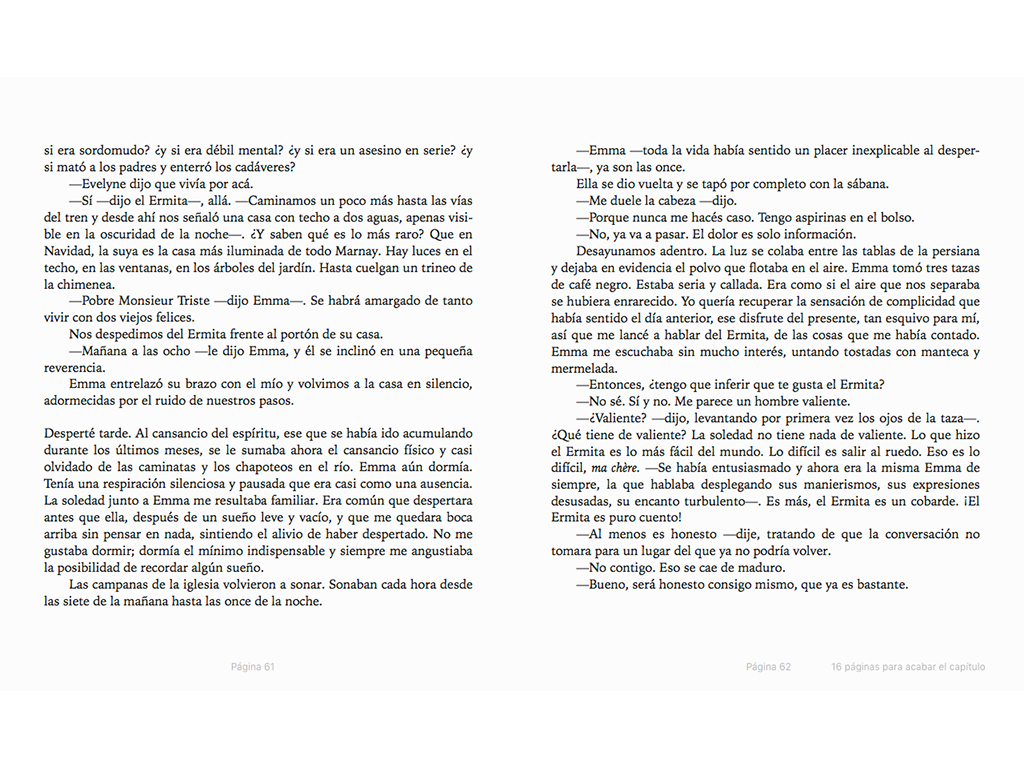 si era sordomudo? ¿y si era débil mental? ¿y si era un asesino en serie? ¿y
si mató a los padres y enterró los cadáveres?
—Evelyne dijo que vivía por acá.
—Sí —dijo el Ermita—, allá. —Caminamos un poco más hasta las vías
del tren y desde ahí nos señaló una casa con techo a dos aguas, apenas visi-
ble en la oscuridad de la noche—. ¿Y saben qué es lo más raro? Que en
Navidad, la suya es la casa más iluminada de todo Marnay. Hay luces en el
techo, en las ventanas, en los árboles del jardín. Hasta cuelgan un trineo de
la chimenea.
—Pobre Monsieur Triste —dijo Emma—. Se habrá amargado de tanto
vivir con dos viejos felices.
Nos despedimos del Ermita frente al portón de su casa.
—Mañana a las ocho —le dijo Emma, y él se inclinó en una pequeña
reverencia.
Emma entrelazó su brazo con el mío y volvimos a la casa en silencio,
adormecidas por el ruido de nuestros pasos.
Desperté tarde. Al cansancio del espíritu, ese que se había ido acumulando
durante los últimos meses, se le sumaba ahora el cansancio físico y casi
olvidado de las caminatas y los chapoteos en el río. Emma aún dormía.
Tenía una respiración silenciosa y pausada que era casi como una ausencia.
La soledad junto a Emma me resultaba familiar. Era común que despertara
antes que ella, después de un sueño leve y vacío, y que me quedara boca
arriba sin pensar en nada, sintiendo el alivio de haber despertado. No me
gustaba dormir; dormía el mínimo indispensable y siempre me angustiaba
la posibilidad de recordar algún sueño.
Las campanas de la iglesia volvieron a sonar. Sonaban cada hora desde
las siete de la mañana hasta las once de la noche.
Página 61
—Emma —toda la vida había sentido un placer inexplicable al desper-
tarla—, ya son las once.
Ella se dio vuelta y se tapó por completo con la sábana.
—Me duele la cabeza —dijo.
—Porque nunca me hacés caso. Tengo aspirinas en el bolso.
—No, ya va a pasar. El dolor es solo información.
Desayunamos adentro. La luz se colaba entre las tablas de la persiana
y dejaba en evidencia el polvo que flotaba en el aire. Emma tomó tres tazas
de café negro. Estaba seria y callada. Era como si el aire que nos separaba
se hubiera enrarecido. Yo quería recuperar la sensación de complicidad que
había sentido el día anterior, ese disfrute del presente, tan esquivo para mí,
así que me lancé a hablar del Ermita, de las cosas que me había contado.
Emma me escuchaba sin mucho interés, untando tostadas con manteca y
mermelada.
—Entonces, ¿tengo que inferir que te gusta el Ermita?
—No sé. Sí y no. Me parece un hombre valiente.
—¿Valiente? —dijo, levantando por primera vez los ojos de la taza—.
¿Qué tiene de valiente? La soledad no tiene nada de valiente. Lo que hizo
el Ermita es lo más fácil del mundo. Lo difícil es salir al ruedo. Eso es lo
difícil, ma chère. —Se había entusiasmado y ahora era la misma Emma de
siempre, la que hablaba desplegando sus manierismos, sus expresiones
desusadas, su encanto turbulento—. Es más, el Ermita es un cobarde. ¡El
Ermita es puro cuento!
—Al menos es honesto —dije, tratando de que la conversación no
tomara para un lugar del que ya no podría volver.
—No contigo. Eso se cae de maduro.
—Bueno, será honesto consigo mismo, que ya es bastante.
Página 62
16 páginas para acabar el capítulo